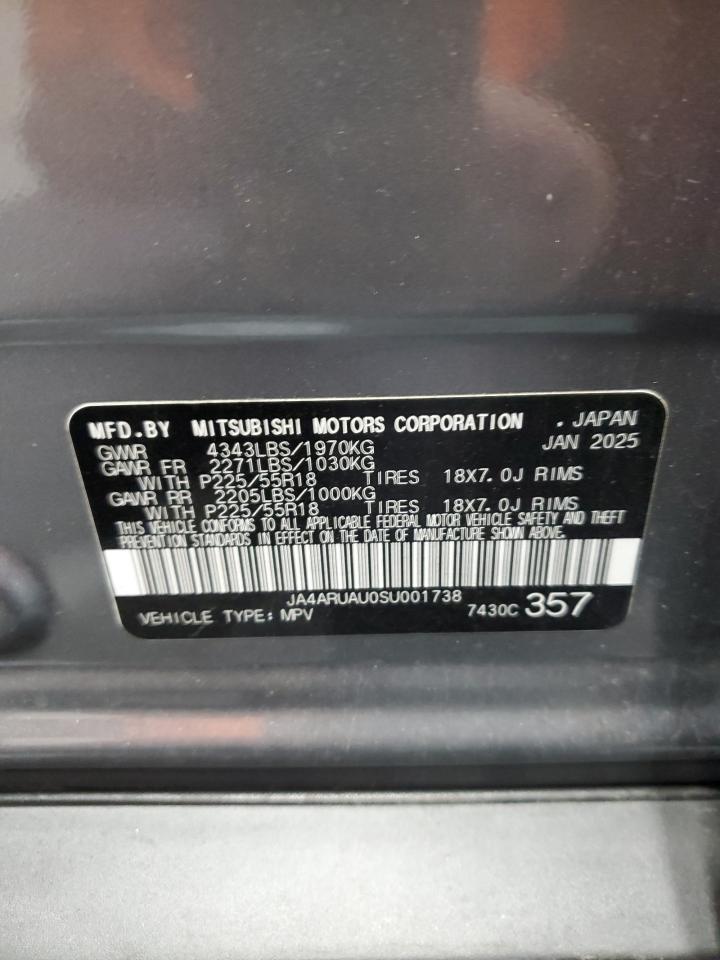 MFD.BY MITSUBISHI MOTORS CORPORATION . JAPAN
GWWR 4343LBS/1970KG JAN 2025
GAWR FR 2271LBS/1030KG
WITH P225/55R18 TIRES 18X7.0J RIMS
GAWR RR 2205LBS/1000KG
WITH P225/55R18 TIRES 18X7.0J RIMS
THIS VEHICLE CONFORMS TO ALL APPLICABLE FEDERAL MOTOR VEHICLE SAFETY AND THEFT
PREVENTION STANDARDS IN EFFECT ON THE DATE OF MANUFACTURE SHOWN ABOVE.
JA4ARUAU0SU001738
VEHICLE TYPE: MPV 7430C 357